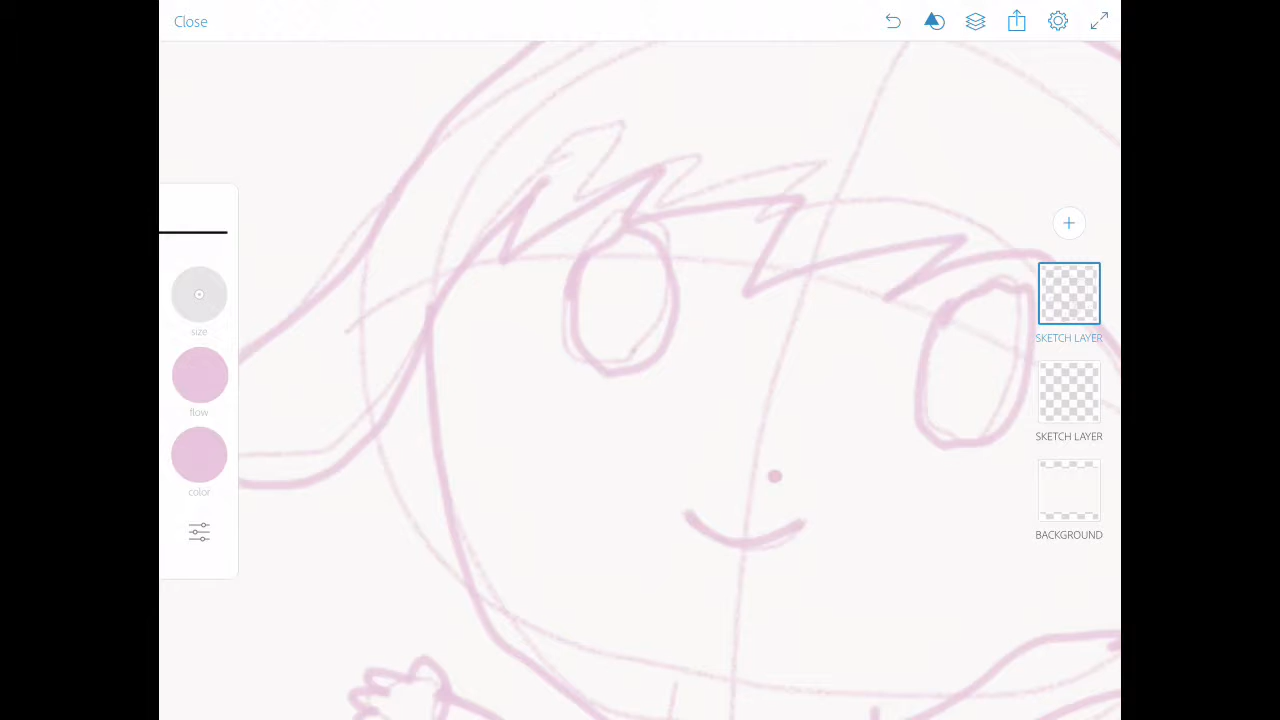 Close
size
flow
color
SKETCH LAYER
SKETCH LAYER
BACKGROUND